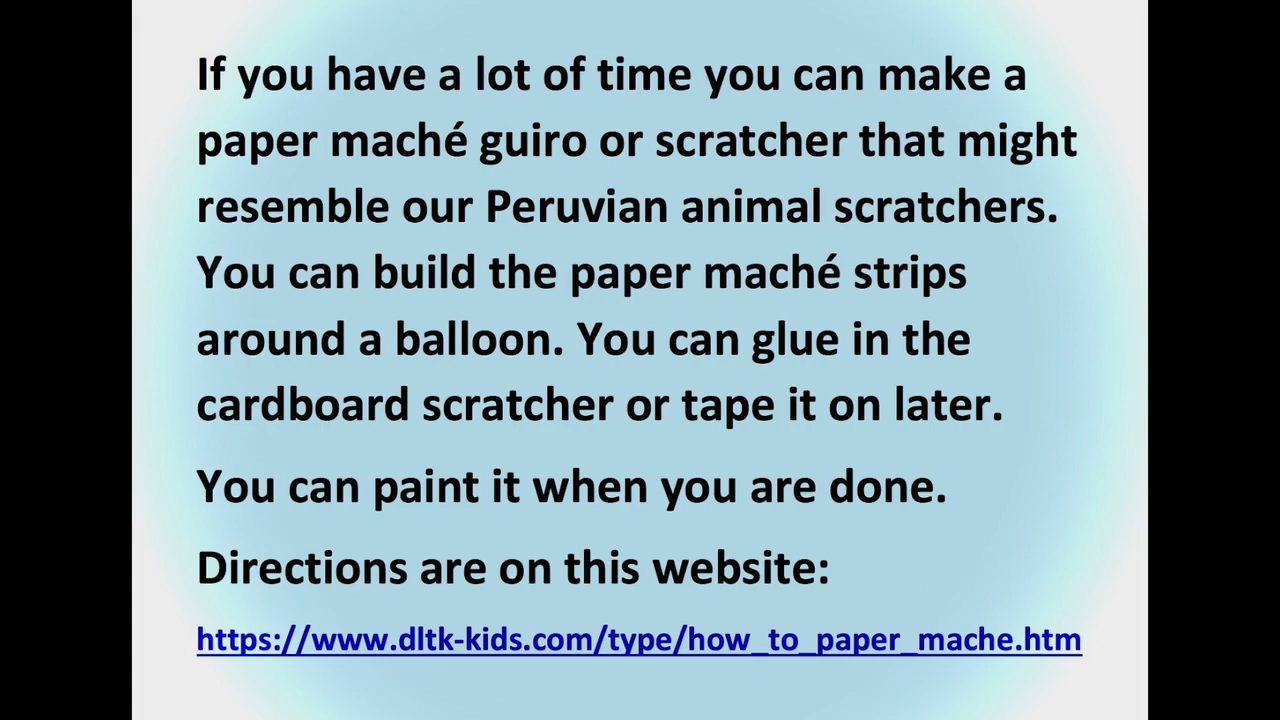 If you have a lot of time you can make a
paper maché guiro or scratcher that might
resemble our Peruvian animal scratchers.
You can build the paper maché strips
around a balloon. You can glue in the
cardboard scratcher or tape it on later.
You can paint it when you are done.
Directions are on this website:
https://www.dltk-kids.com/type/how_to_paper_mache.htm